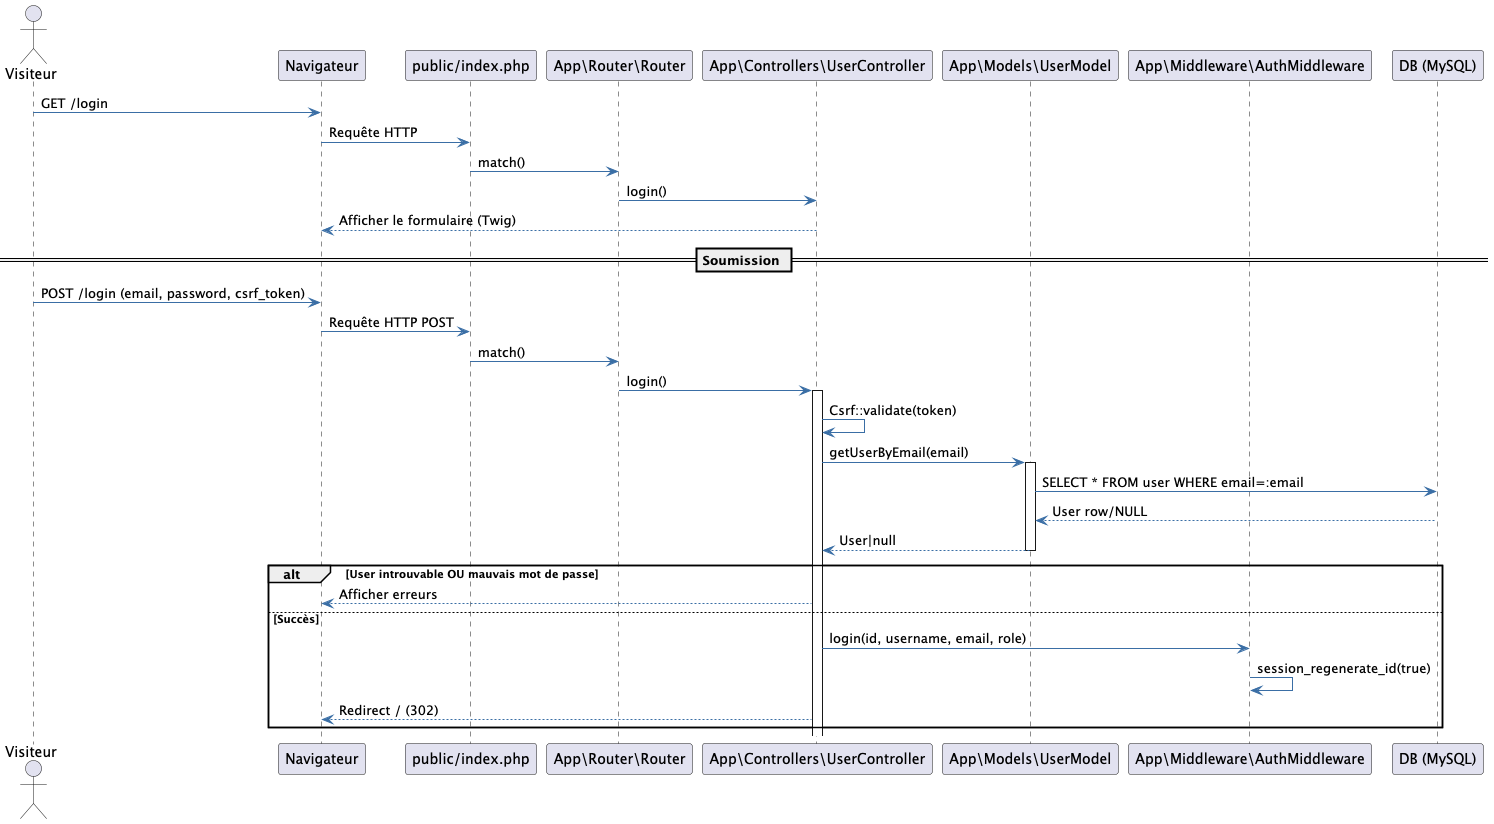 Visiteur
Navigateur
public/index.php
App\Router\Router
App\Controllers\UserController
App\Models\UserModel
App\Middleware\AuthMiddleware
DB (MySQL)
GET /login
Requête HTTP
match()
login()
Afficher le formulaire (Twig)
Soumission
POST /login (email, password, csrf_token)
Requête HTTP POST
match()
login()
Csrf::validate(token)
getUserByEmail(email)
SELECT * FROM user WHERE email=:email
User row/NULL
User|null
alt
[User introuvable OU mauvais mot de passe]
Afficher erreurs
[Succès]
login(id, username, email, role)
session_regenerate_id(true)
Redirect / (302)
Visiteur
Navigateur
public/index.php
App\Router\Router
App\Controllers\UserController
App\Models\UserModel
App\Middleware\AuthMiddleware
DB (MySQL)